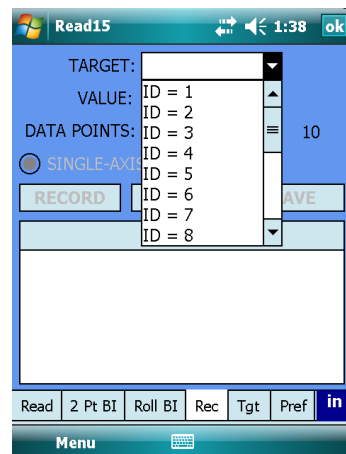 Read15 1:38 ok
TARGET:
VALUE:
DATA POINTS: 10
SINGLE-AXIS
ID = 1
ID = 2
ID = 3
ID = 4
ID = 5
ID = 6
ID = 7
ID = 8
RECORD AVE
Read 2 Pt BI Roll BI Rec Tgt Pref in
Menu